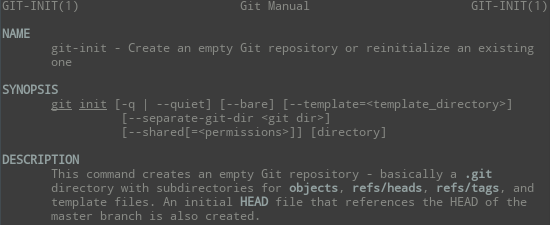 GIT-INIT(1) Git Manual GIT-INIT(1)
NAME
git-init - Create an empty Git repository or reinitialize an existing
one
SYNOPSIS
git init [-q | --quiet] [--bare] [--template=<template_directory>]
[--separate-git-dir <git dir>]
[--shared[=<permissions>]] [directory]
DESCRIPTION
This command creates an empty Git repository - basically a .git
directory with subdirectories for objects, refs/heads, refs/tags, and
template files. An initial HEAD file that references the HEAD of the
master branch is also created.